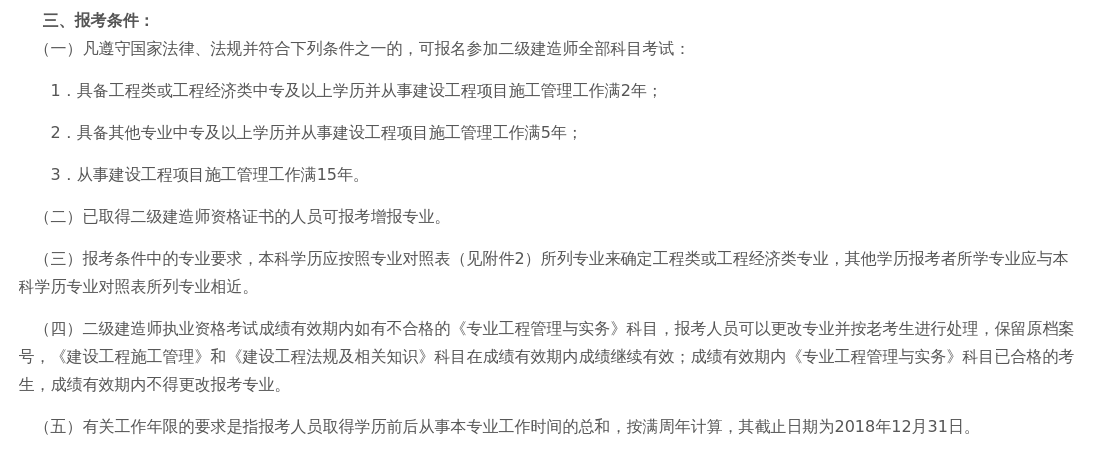 三、报考条件：
（一）凡遵守国家法律、法规并符合下列条件之一的，可报名参加二级建造师全部科目考试：
1．具备工程类或工程经济类中专及以上学历并从事建设工程项目施工管理工作满2年；
2．具备其他专业中专及以上学历并从事建设工程项目施工管理工作满5年；
3．从事建设工程项目施工管理工作满15年。
（二）已取得二级建造师资格证书的人员可报考增报专业。
（三）报考条件中的专业要求，本科学历应按照专业对照表（见附件2）所列专业来确定工程类或工程经济类专业，其他学历报考者所学专业应与本
科学历专业对照表所列专业相近。
（四）二级建造师执业资格考试成绩有效期内如有不合格的《专业工程管理与实务》科目，报考人员可以更改专业并按老考生进行处理，保留原档案
号，《建设工程施工管理》和《建设工程法规及相关知识》科目在成绩有效期内成绩继续有效；成绩有效期内《专业工程管理与实务》科目已合格的考
生，成绩有效期内不得更改报考专业。
（五）有关工作年限的要求是指报考人员取得学历前后从事本专业工作时间的总和，按满周年计算，其截止日期为2018年12月31日。